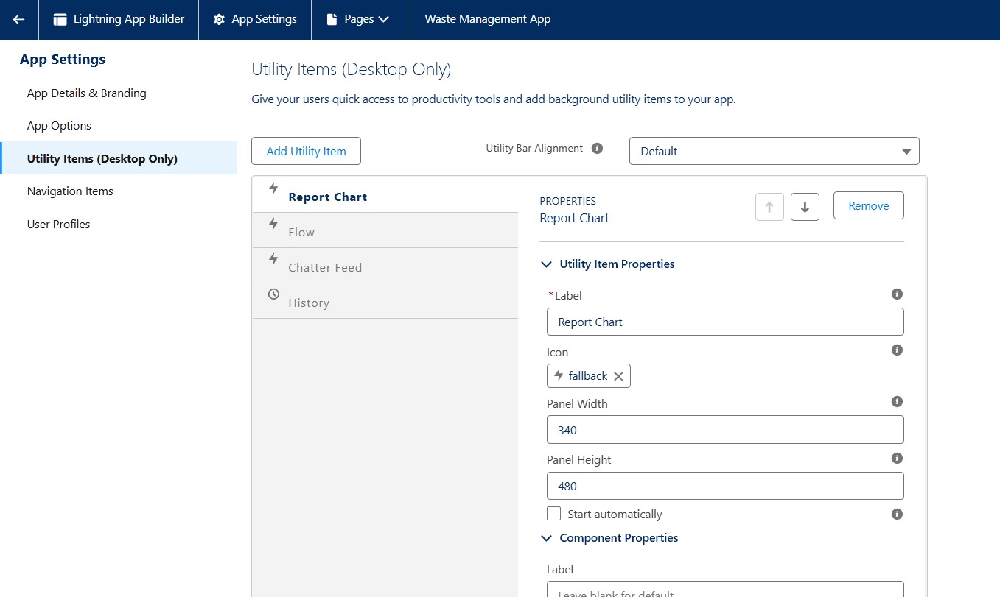 Lightning App Builder
App Settings
Pages
Waste Management App
App Settings
App Details & Branding
App Options
Utility Items (Desktop Only)
Navigation Items
User Profiles
Utility Items (Desktop Only)
Give your users quick access to productivity tools and add background utility items to your app.
Add Utility Item
Utility Bar Alignment
Default
Report Chart
Flow
Chatter Feed
History
PROPERTIES
Report Chart
Remove
Utility Item Properties
*Label
Report Chart
Icon
fallback
Panel Width
340
Panel Height
480
Start automatically
Component Properties
Label
Leave blank for default